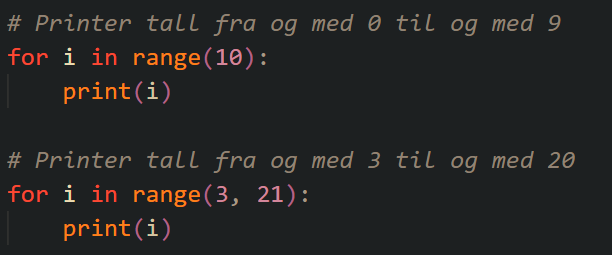 # Printer tall fra og med 0 til og med 9
for i in range(10):
    print(i)

# Printer tall fra og med 3 til og med 20
for i in range(3, 21):
    print(i)